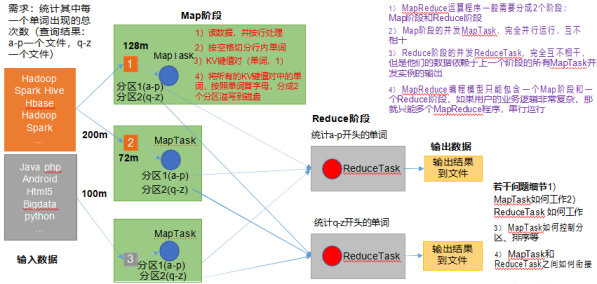 需求：统计其中每
一个单词出现的总
次数（查询结果：
a-p一个文件，q-z
一个文件）
Hadoop
Spark Hive
Hbase
Hadoop
Spark
...
200m
Java php
Android
Html5
Bigdata
python
...
100m
输入数据
Map阶段
128m
1
MapTask
分区1(a-p)
分区2(q-z)
1）读数据，并按行处理
2）按空格切分行内单词
3）KV键值对（单词，1）
4）将所有的KV键值对中的单
词，按照单词首字母，分成2
个分区溢写到磁盘
2
72m
MapTask
分区1(a-p)
分区2(q-z)
3
MapTask
分区1(a-p)
分区2(q-z)
Reduce阶段
统计a-p开头的单词
ReduceTask
统计q-z开头的单词
ReduceTask
输出数据
输出结果
到文件
输出结果
到文件
1）MapReduce运算程序一般需要分成2个阶段：
Map阶段和Reduce阶段
2）Map阶段的并发MapTask，完全并行运行，互不
相干
3）Reduce阶段的并发ReduceTask，完全互不相干，
但是他们的数据依赖于上一个阶段的所有MapTask并
发实例的输出
4）MapReduce编程模型只能包含一个Map阶段和一
个Reduce阶段，如果用户的业务逻辑非常复杂，那
就只能多个MapReduce程序，串行运行
若干问题细节1）
MapTask如何工作2）
ReduceTask 如何工作
3）MapTask如何控制分
区、排序等
4）MapTask和
ReduceTask之间如何衔接